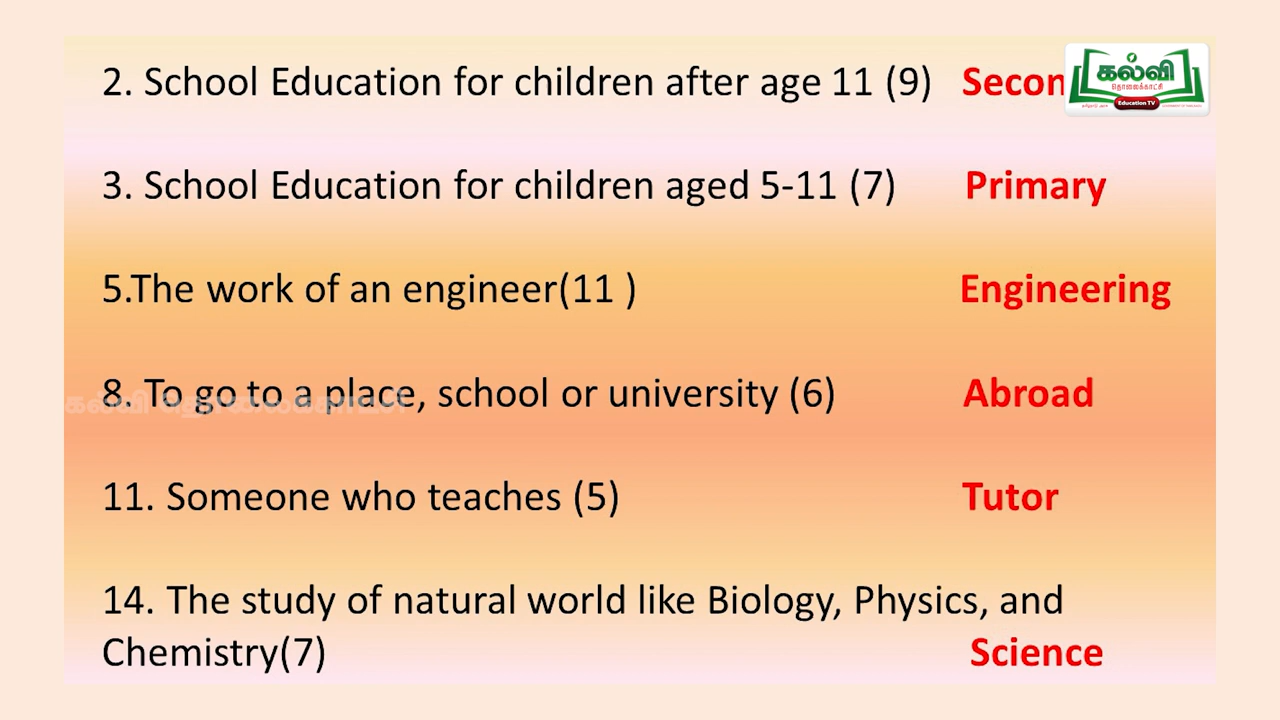 2. School Education for children after age 11 (9) Secon
கல்வி
தொலைக்காட்சி
Education TV
3. School Education for children aged 5-11 (7) Primary
5.The work of an engineer(11 ) Engineering
8. To go to a place, school or university (6) Abroad
கல்வி தொலைக்காட்சி
11. Someone who teaches (5) Tutor
14. The study of natural world like Biology, Physics, and
Chemistry(7) Science